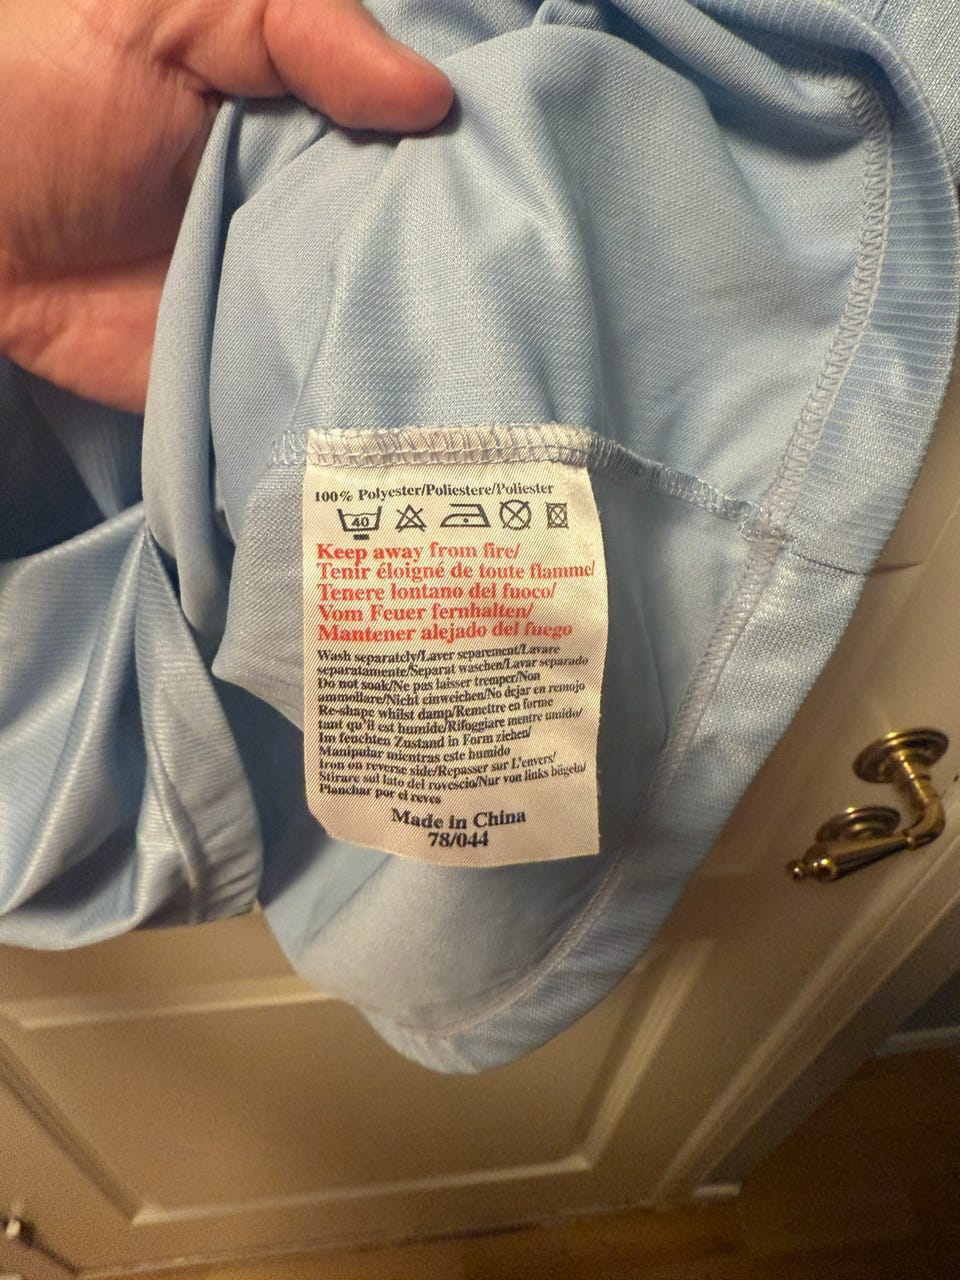 100% Polyester/Poliestere/Poliester
40
Keep away from fire/
Tenir éloigné de toute flamme/
Tenere lontano del fuoco/
Vom Feuer fernhalten/
Mantener alejado del fuego
Wash separately/Laver separement/Lavare
separatamente/Separat waschen/Lavar separado
Do not soak/Ne pas laisser tremper/Non
ammollare/Nicht einweichen/No dejar en remojo
Re-shape whilst damp/Remettre en forme
tant qu'il est humide/Rifoggiare mentre umido/
Im feuchten Zustand in Form ziehen/
Manipular mientras este humido
Iron on reverse side/Repasser sur L'envers/
Stirare sul lato del rovescio/Nur von links bügeln/
Planchar por el reves
Made in China
78/044